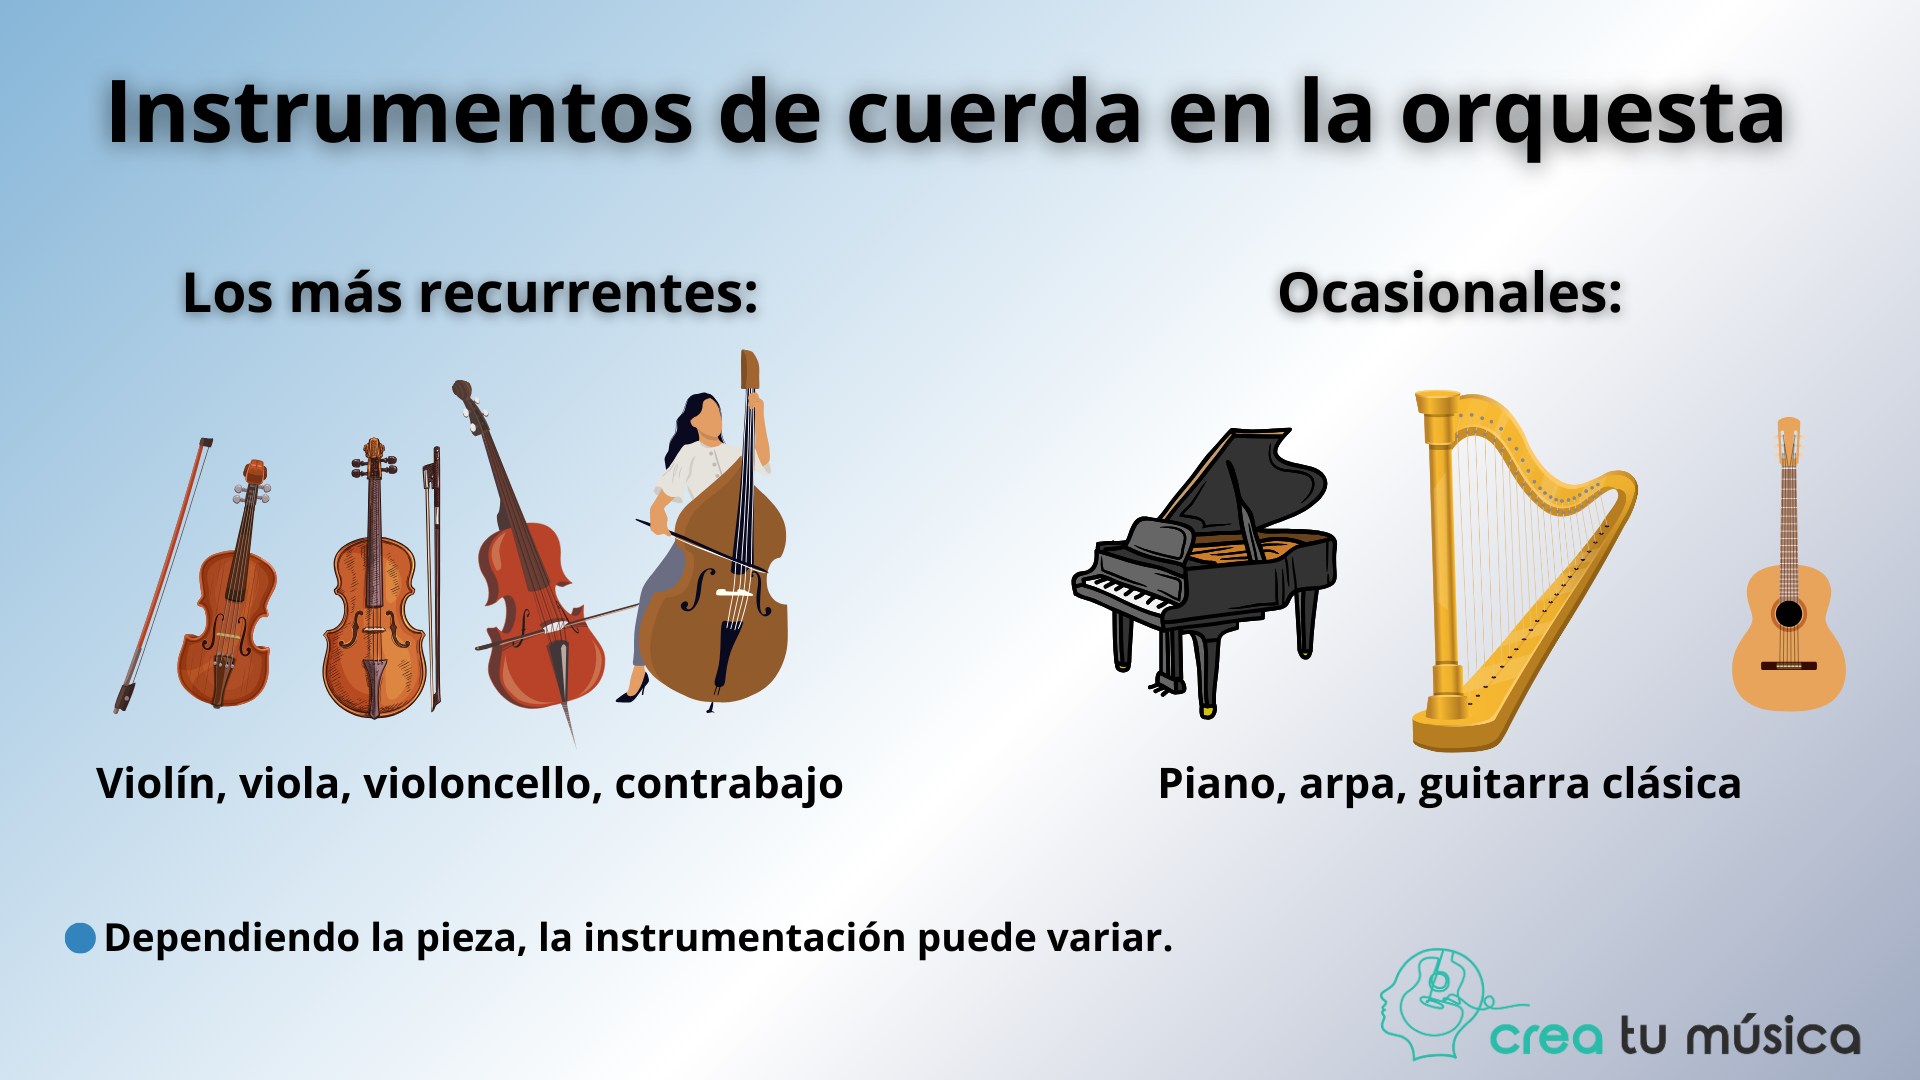 Instrumentos de cuerda en la orquesta
Los más recurrentes:
Ocasionales:
Violín, viola, violoncello, contrabajo
Piano, arpa, guitarra clásica
Dependiendo la pieza, la instrumentación puede variar.
crea tu música